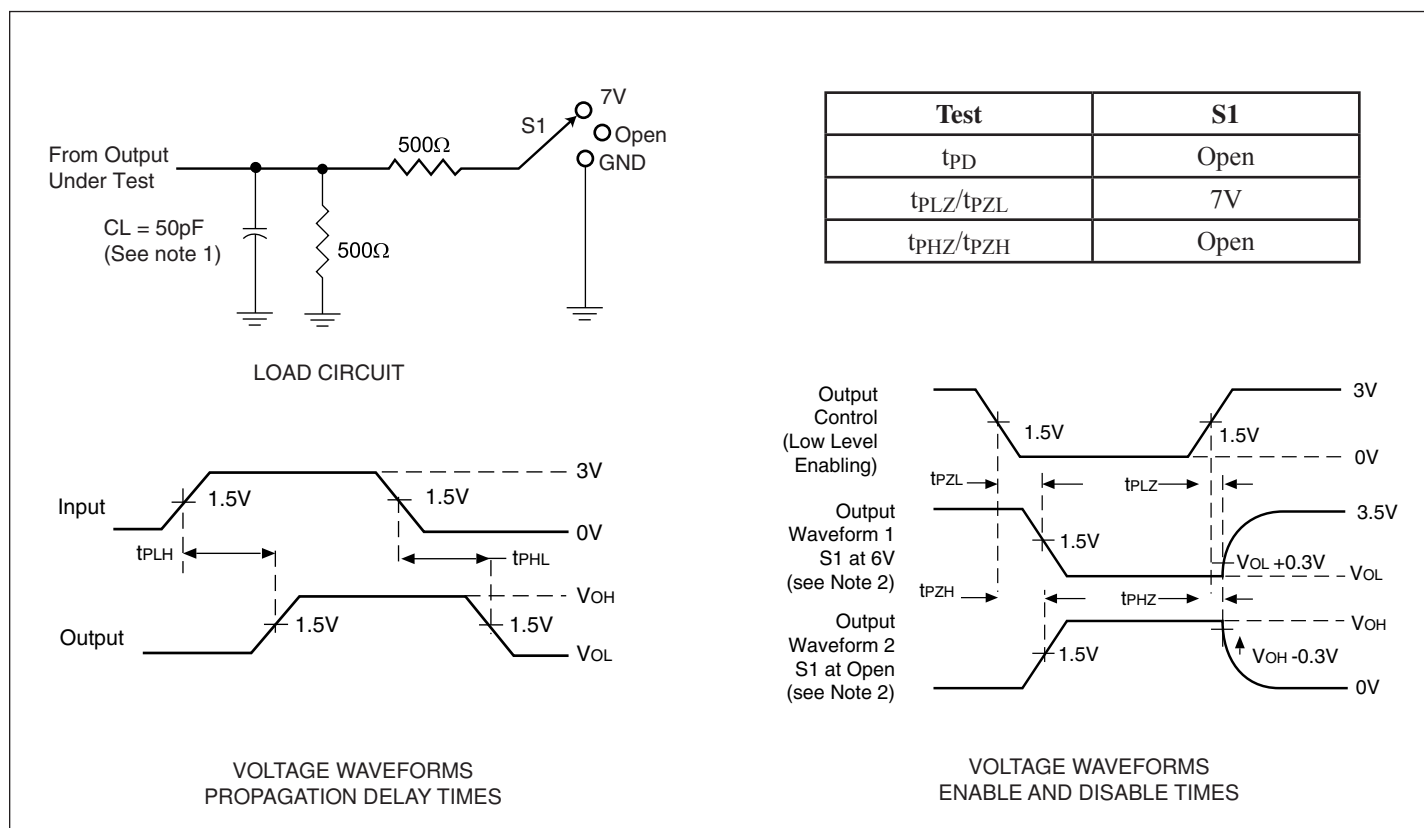 7V
S1
Open
GND
500Ω
From Output
Under Test
CL = 50pF
(See note 1)
500Ω
LOAD CIRCUIT
Test S1
tPD Open
tPLZ/tPZL 7V
tPHZ/tPZH Open
Input
1.5V
1.5V
3V
0V
tPLH
tPHL
Output
1.5V
1.5V
VOH
VOL
VOLTAGE WAVEFORMS
PROPAGATION DELAY TIMES
Output
Control
(Low Level
Enabling)
1.5V
1.5V
3V
0V
tPZL
tPLZ
Output
Waveform 1
S1 at 6V
(see Note 2)
1.5V
3.5V
VOL +0.3V
VOL
tPZH
tPHZ
Output
Waveform 2
S1 at Open
(see Note 2)
1.5V
VOH
VOH -0.3V
0V
VOLTAGE WAVEFORMS
ENABLE AND DISABLE TIMES